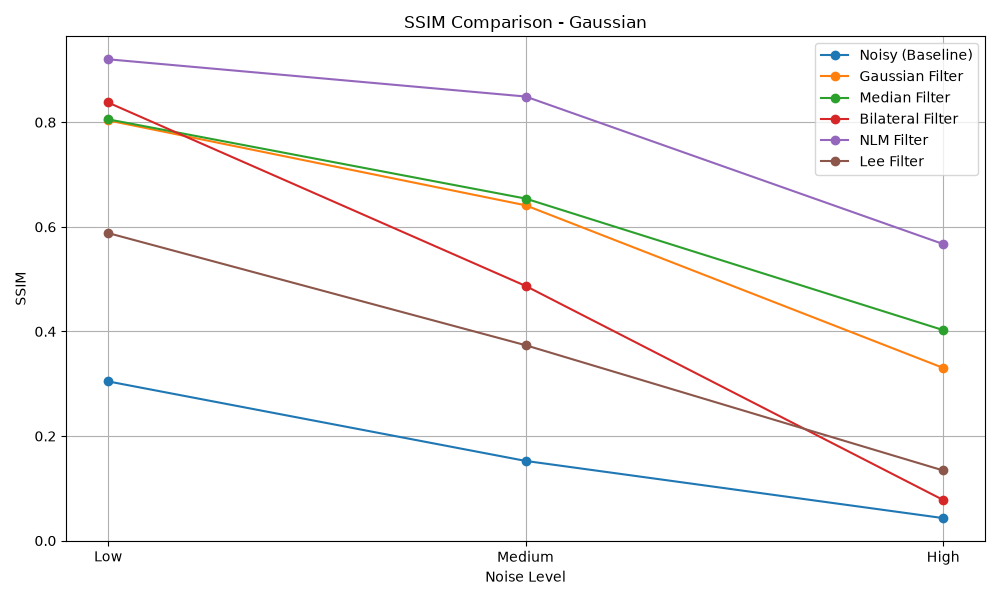 SSIM Comparison - Gaussian
Noisy (Baseline)
Gaussian Filter
Median Filter
Bilateral Filter
NLM Filter
Lee Filter
SSIM
0.8
0.6
0.4
0.2
0.0
Low
Medium
High
Noise Level